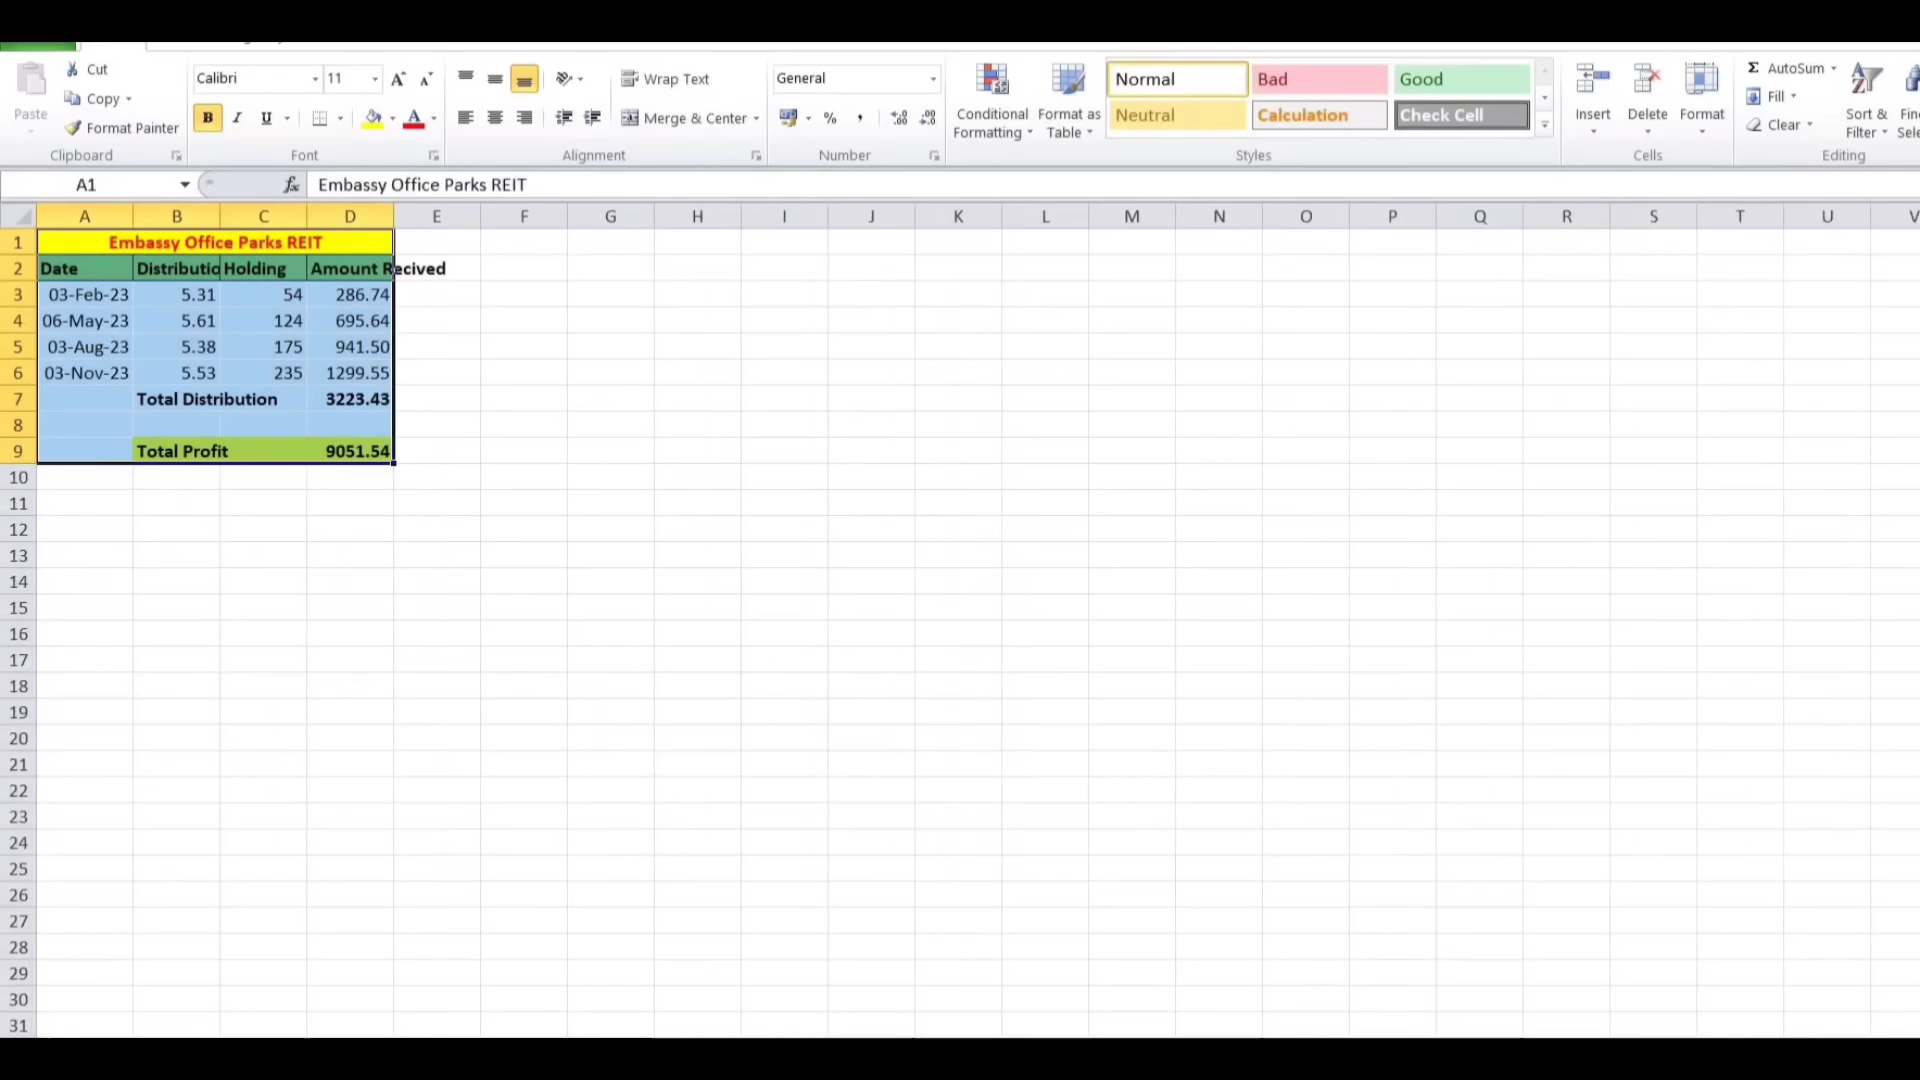 Cut
Calibri 11 Wrap Text General Normal Bad Good AutoSum
Paste Copy Conditional Format as Insert Delete Format Fill Sort &
Format Painter B I U Merge & Center % , Formatting Table Neutral Calculation Check Cell Clear Filter
Clipboard Font Alignment Number Styles Cells Editing
A1 fx Embassy Office Parks REIT
A B C D E F G H I J K L M N O P Q R S T U V
1 Embassy Office Parks REIT
2 Date Distributio Holding Amount Recived
3 03-Feb-23 5.31 54 286.74
4 06-May-23 5.61 124 695.64
5 03-Aug-23 5.38 175 941.50
6 03-Nov-23 5.53 235 1299.55
7 Total Distribution 3223.43
8
9 Total Profit 9051.54
10
11
12
13
14
15
16
17
18
19
20
21
22
23
24
25
26
27
28
29
30
31